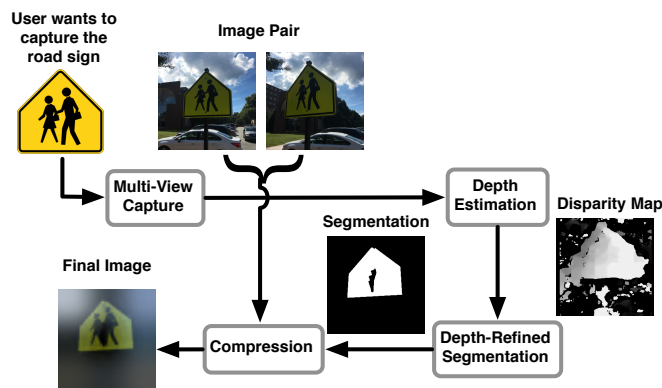 User wants to
capture the
road sign
Image Pair
Multi-View
Capture
Depth
Estimation
Disparity Map
Segmentation
Final Image
Compression
Depth-Refined
Segmentation